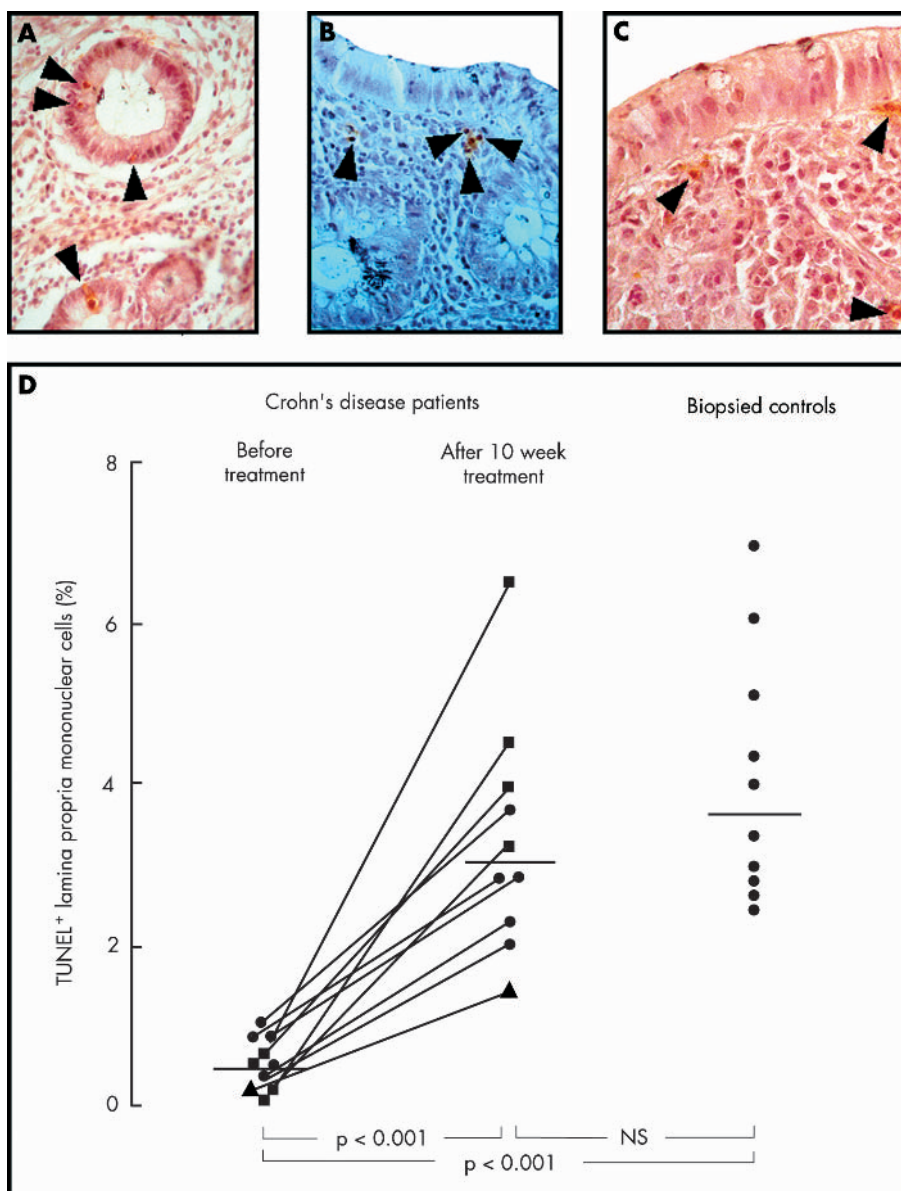 A
B
C
D
Crohn's disease patients
Biopsied controls
Before
treatment
After 10 week
treatment
TUNEL⁺ lamina propria mononuclear cells (%)
8
6
4
2
0
p < 0.001
NS
p < 0.001